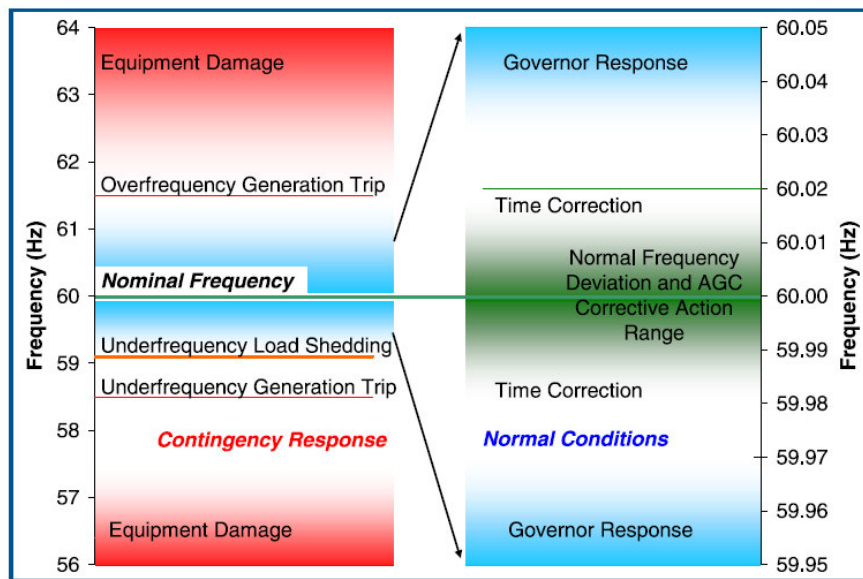 Frequency (Hz)
64
63
62
61
60
59
58
57
56
Equipment Damage
Overfrequency Generation Trip
Nominal Frequency
Underfrequency Load Shedding
Underfrequency Generation Trip
Contingency Response
Equipment Damage
Governor Response
Time Correction
Normal Frequency
Deviation and AGC
Corrective Action
Range
Time Correction
Normal Conditions
Governor Response
60.05
60.04
60.03
60.02
60.01
60.00
59.99
59.98
59.97
59.96
59.95
Frequency (Hz)